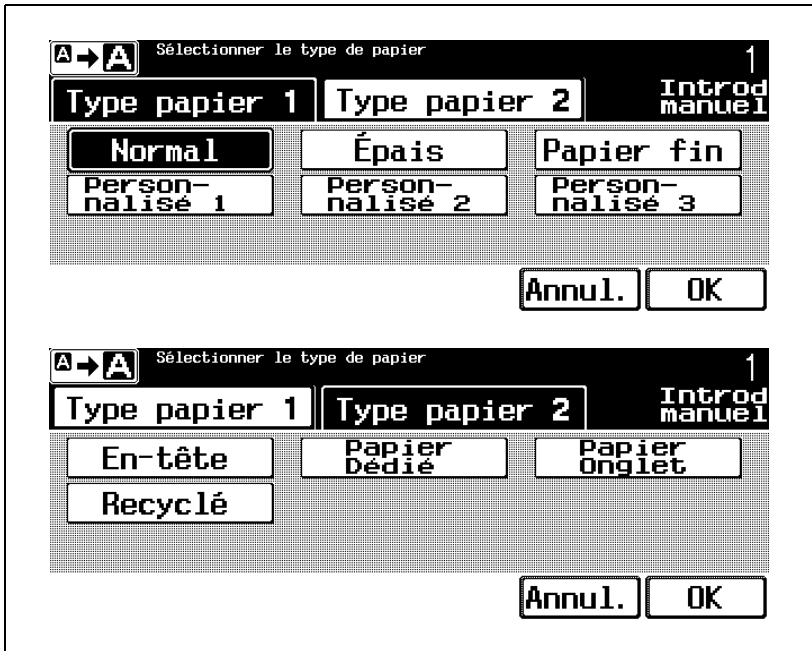 A→A Sélectionner le type de papier 1
Type papier 1 Type papier 2 Introd
manuel
Normal Épais Papier fin
Person-
nalisé 1
Person-
nalisé 2
Person-
nalisé 3
Annul. OK
A→A Sélectionner le type de papier 1
Type papier 1 Type papier 2 Introd
manuel
En-tête
Papier
Dédié
Papier
Onglet
Recyclé
Annul. OK